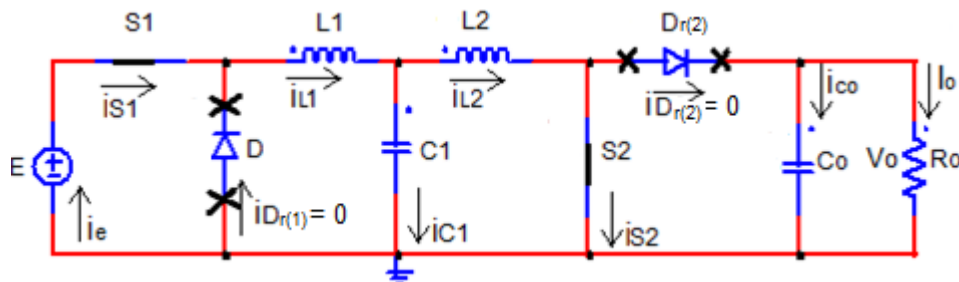 S1 L1 L2 Dr(2)
iS1 iL1 iL2 iDr(2) = 0 ico Io
E D C1 S2 Co Vo Ro
ie iDr(1) = 0 iC1 iS2